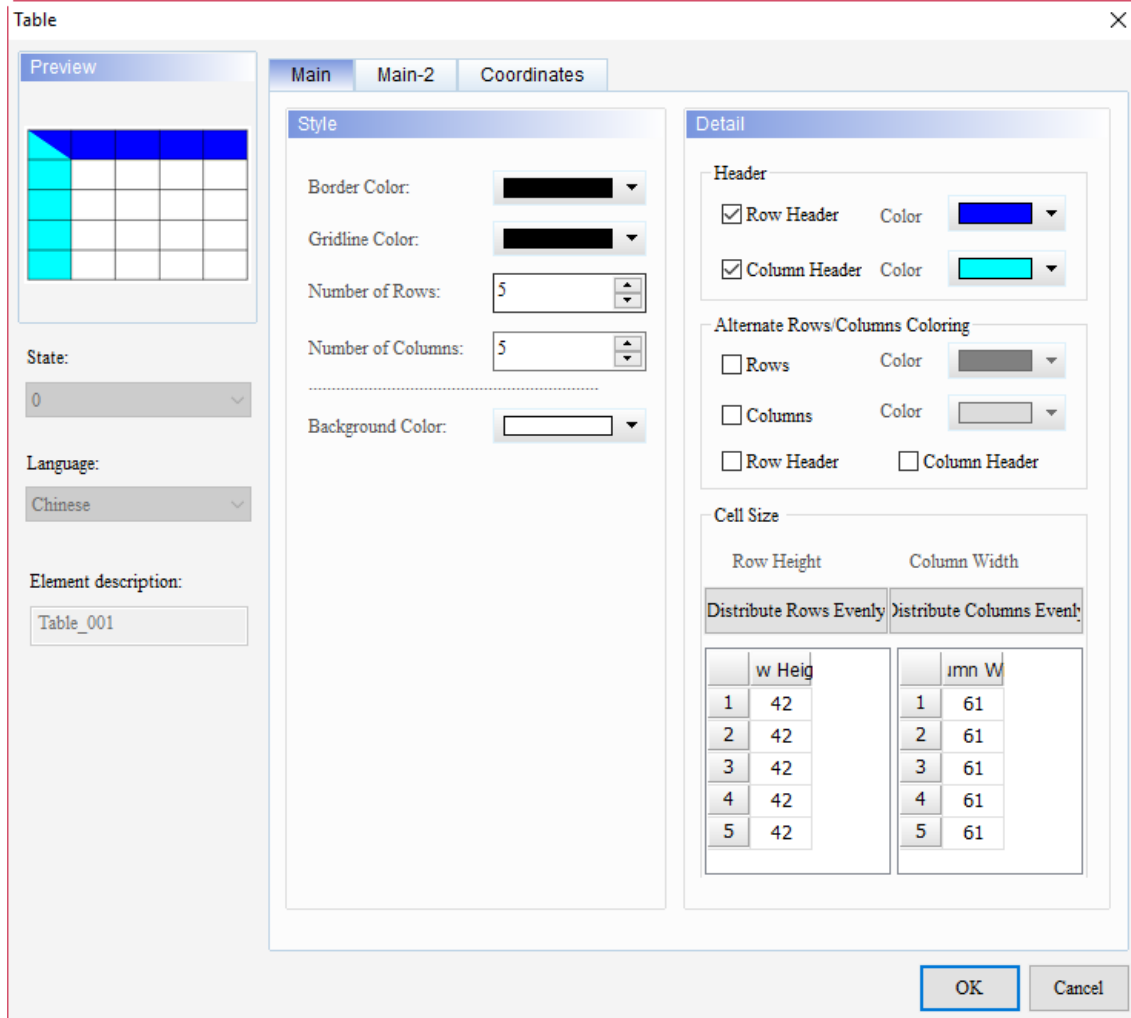 Table
Preview
Main Main-2 Coordinates
Style
Border Color:
Gridline Color:
Number of Rows: 5
Number of Columns: 5
Background Color:
Detail
Header
Row Header Color
Column Header Color
Alternate Rows/Columns Coloring
Rows Color
Columns Color
Row Header Column Header
Cell Size
Row Height Column Width
Distribute Rows Evenly Distribute Columns Evenly
w Heig umn W
1 42 1 61
2 42 2 61
3 42 3 61
4 42 4 61
5 42 5 61
State:
0
Language:
Chinese
Element description:
Table_001
OK Cancel